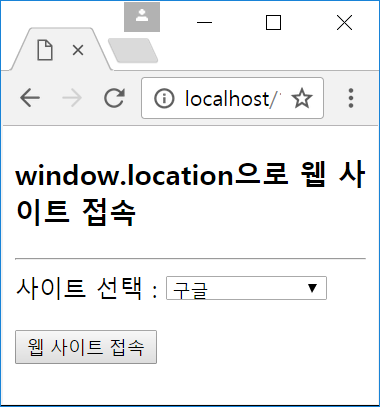 localhost/
window.location으로 웹 사
이트 접속
사이트 선택 : 구글
웹 사이트 접속